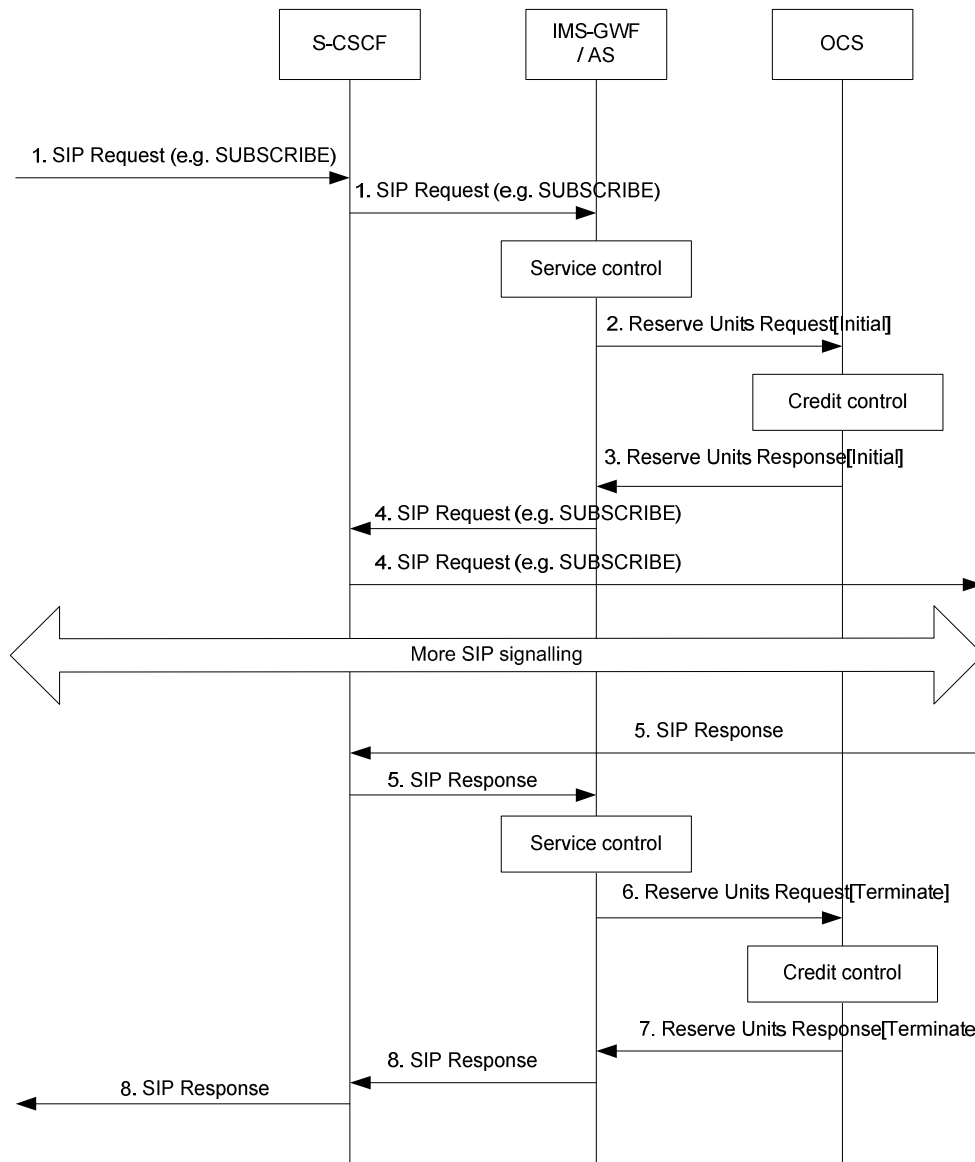 S-CSCF
IMS-GWF
/ AS
OCS
1. SIP Request (e.g. SUBSCRIBE)
1. SIP Request (e.g. SUBSCRIBE)
Service control
2. Reserve Units Request[Initial]
Credit control
3. Reserve Units Response[Initial]
4. SIP Request (e.g. SUBSCRIBE)
4. SIP Request (e.g. SUBSCRIBE)
More SIP signalling
5. SIP Response
5. SIP Response
Service control
6. Reserve Units Request[Terminate]
Credit control
7. Reserve Units Response[Terminate
8. SIP Response
8. SIP Response